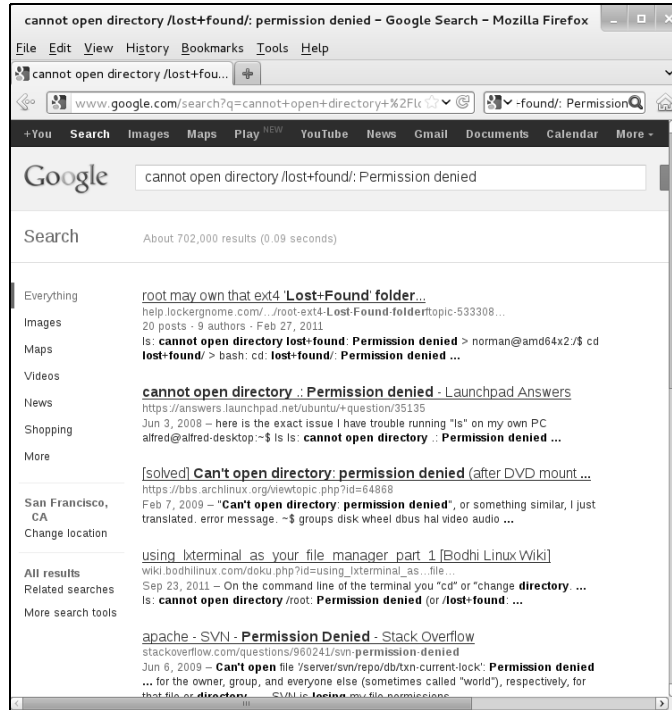 cannot open directory /lost+found/: permission denied – Google Search – Mozilla Firefox
File Edit View History Bookmarks Tools Help
cannot open directory /lost+fou...
www.google.com/search?q=cannot+open+directory+%2Flo
-found/: Permission
+You Search Images Maps Play NEW YouTube News Gmail Documents Calendar More
Google
cannot open directory /lost+found/: Permission denied
Search
About 702,000 results (0.09 seconds)
Everything
Images
Maps
Videos
News
Shopping
More
San Francisco,
CA
Change location
All results
Related searches
More search tools
root may own that ext4 'Lost+Found' folder...
help.lockergnome.com/.../root-ext4-Lost-Found-folderftopic-533308...
20 posts - 9 authors - Feb 27, 2011
ls: cannot open directory lost+found: Permission denied > norman@amd64x2:/$ cd
lost+found/ > bash: cd: lost+found/: Permission denied ...
cannot open directory .: Permission denied - Launchpad Answers
https://answers.launchpad.net/ubuntu/+question/35135
Jun 3, 2008 – here is the exact issue I have trouble running "ls" on my own PC
alfred@alfred-desktop:~$ ls ls: cannot open directory .: Permission denied ...
[solved] Can't open directory: permission denied (after DVD mount ...
https://bbs.archlinux.org/viewtopic.php?id=64868
Feb 7, 2009 – "Can't open directory: permission denied", or something similar, I just
translated. error message. ~$ groups disk wheel dbus hal video audio ...
using_lxterminal_as_your_file_manager_part_1 [Bodhi Linux Wiki]
wiki.bodhilinux.com/doku.php?id=using_lxterminal_as...file...
Sep 23, 2011 – On the command line of the terminal you "cd" or "change directory. ...
ls: cannot open directory /root: Permission denied (or /lost+found: ...
apache - SVN - Permission Denied - Stack Overflow
stackoverflow.com/questions/960241/svn-permission-denied
Jun 6, 2009 – Can't open file '/server/svn/repo/db/txn-current-lock': Permission denied
... for the owner, group, and everyone else (sometimes called "world"), respectively, for
that file or directory. ... SVN is losing my file permissions